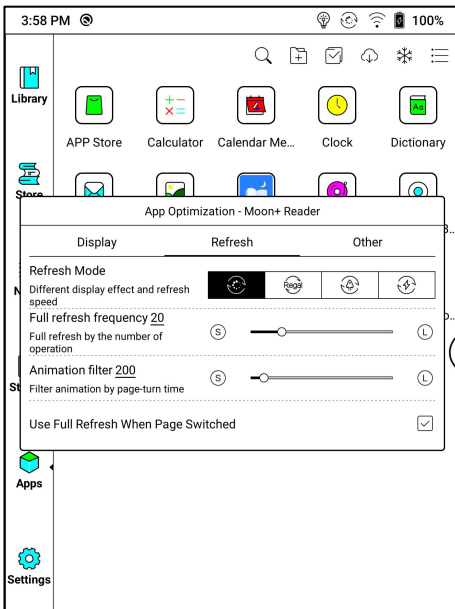 3:58 PM
100%
Library
APP Store
Calculator
Calendar Me...
Clock
Aa
Dictionary
Store
App Optimization - Moon+ Reader
Display
Refresh
Other
Refresh Mode
Different display effect and refresh
speed
Regal
Full refresh frequency 20
Full refresh by the number of
operation
S
L
Animation filter 200
Filter animation by page-turn time
S
L
Use Full Refresh When Page Switched
Apps
Settings